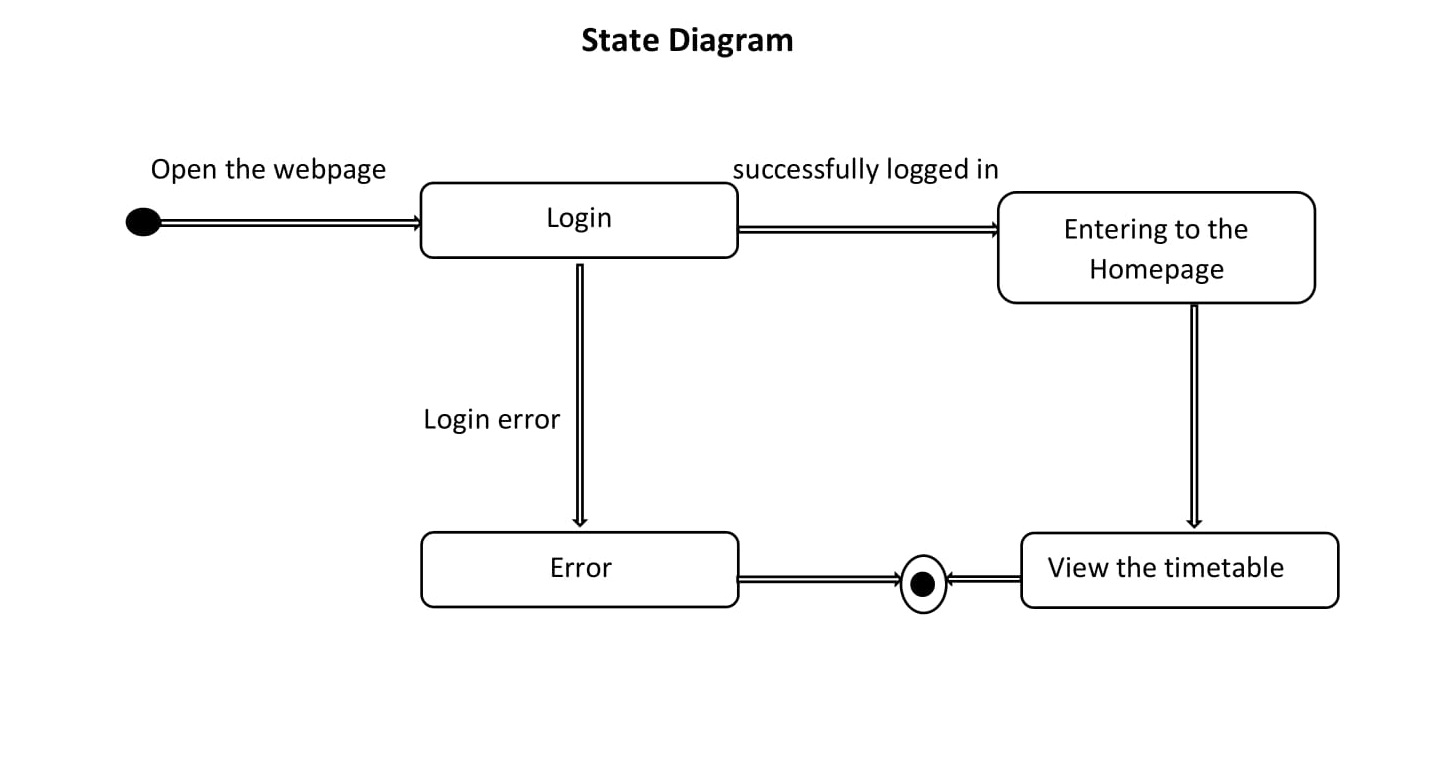 State Diagram
Open the webpage
successfully logged in
Login
Entering to the
Homepage
Login error
Error
View the timetable